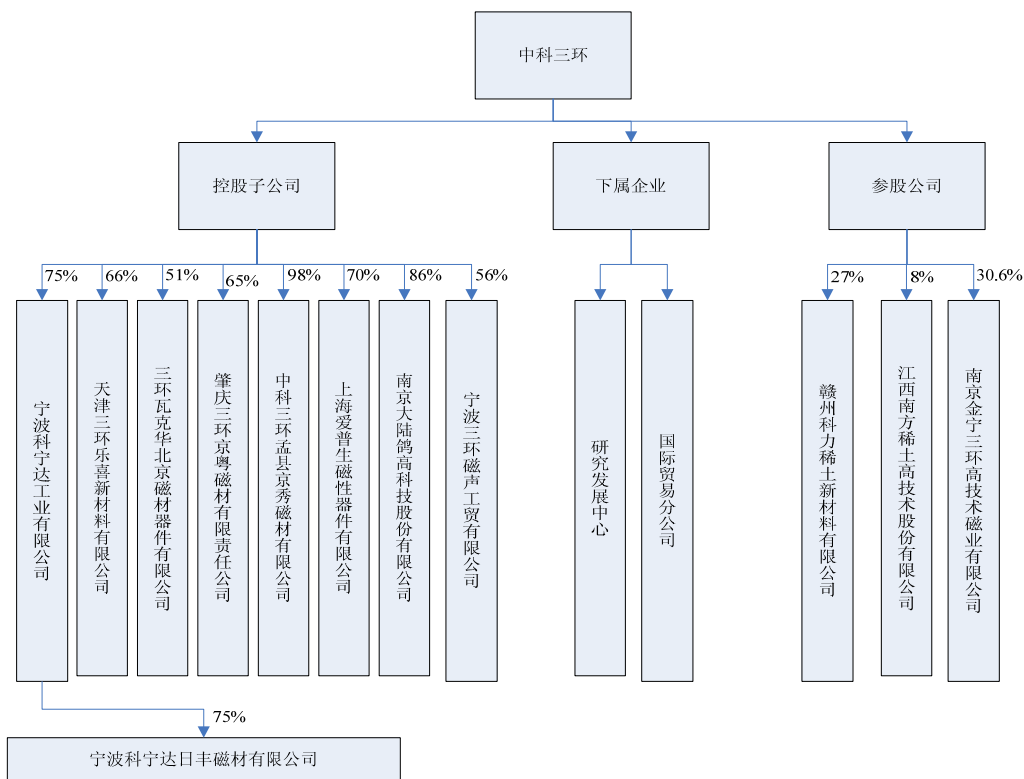 中科三环
控股子公司
下属企业
参股公司
75%
66%
51%
65%
98%
70%
86%
56%
27%
8%
30.6%
宁波科宁达工业有限公司
天津三环乐喜新材料有限公司
三环瓦克华北京磁材器件有限公司
肇庆三环京粤磁材有限责任公司
中科三环孟县京秀磁材有限公司
上海爱普生磁性器件有限公司
南京大陆鸽高科技股份有限公司
宁波三环磁声工贸有限公司
研究发展中心
国际贸易分公司
赣州科力稀土新材料有限公司
江西南方稀土高技术股份有限公司
南京金宁三环高技术磁业有限公司
75%
宁波科宁达日丰磁材有限公司